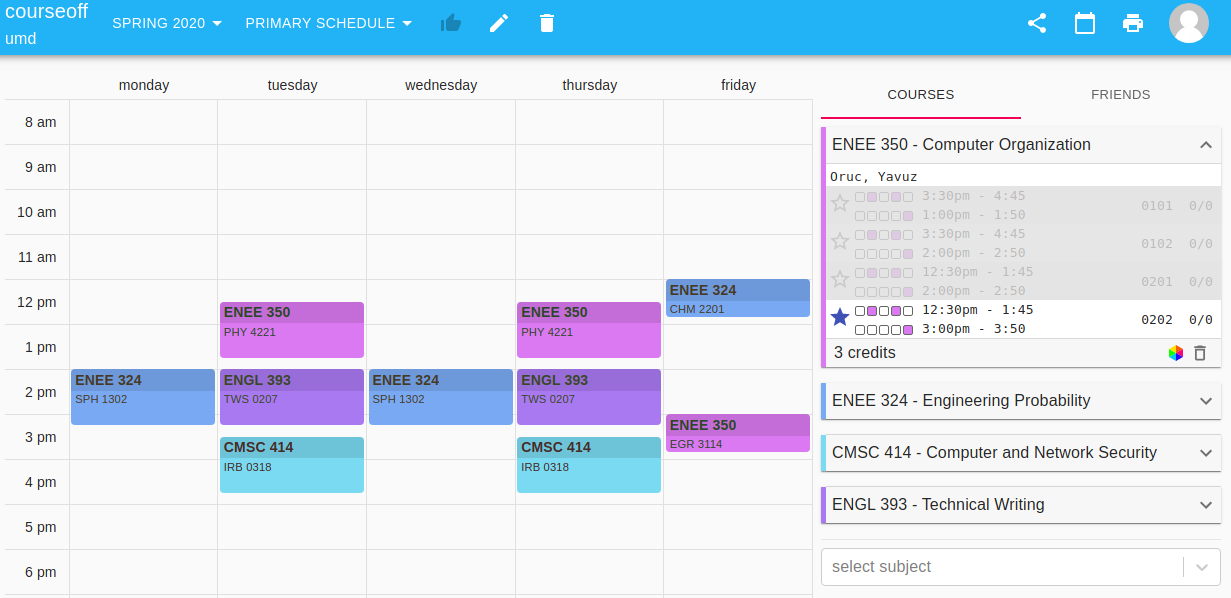 courseoff
umd
SPRING 2020
PRIMARY SCHEDULE
monday
tuesday
wednesday
thursday
friday
8 am
9 am
10 am
11 am
12 pm
1 pm
2 pm
3 pm
4 pm
5 pm
6 pm
ENEE 324
SPH 1302
ENEE 350
PHY 4221
ENGL 393
TWS 0207
CMSC 414
IRB 0318
ENEE 324
SPH 1302
ENEE 350
PHY 4221
ENGL 393
TWS 0207
CMSC 414
IRB 0318
ENEE 324
CHM 2201
ENEE 350
EGR 3114
COURSES
FRIENDS
ENEE 350 - Computer Organization
Oruc, Yavuz
3:30pm - 4:45
1:00pm - 1:50
0101 0/0
3:30pm - 4:45
2:00pm - 2:50
0102 0/0
12:30pm - 1:45
2:00pm - 2:50
0201 0/0
12:30pm - 1:45
3:00pm - 3:50
0202 0/0
3 credits
ENEE 324 - Engineering Probability
CMSC 414 - Computer and Network Security
ENGL 393 - Technical Writing
select subject